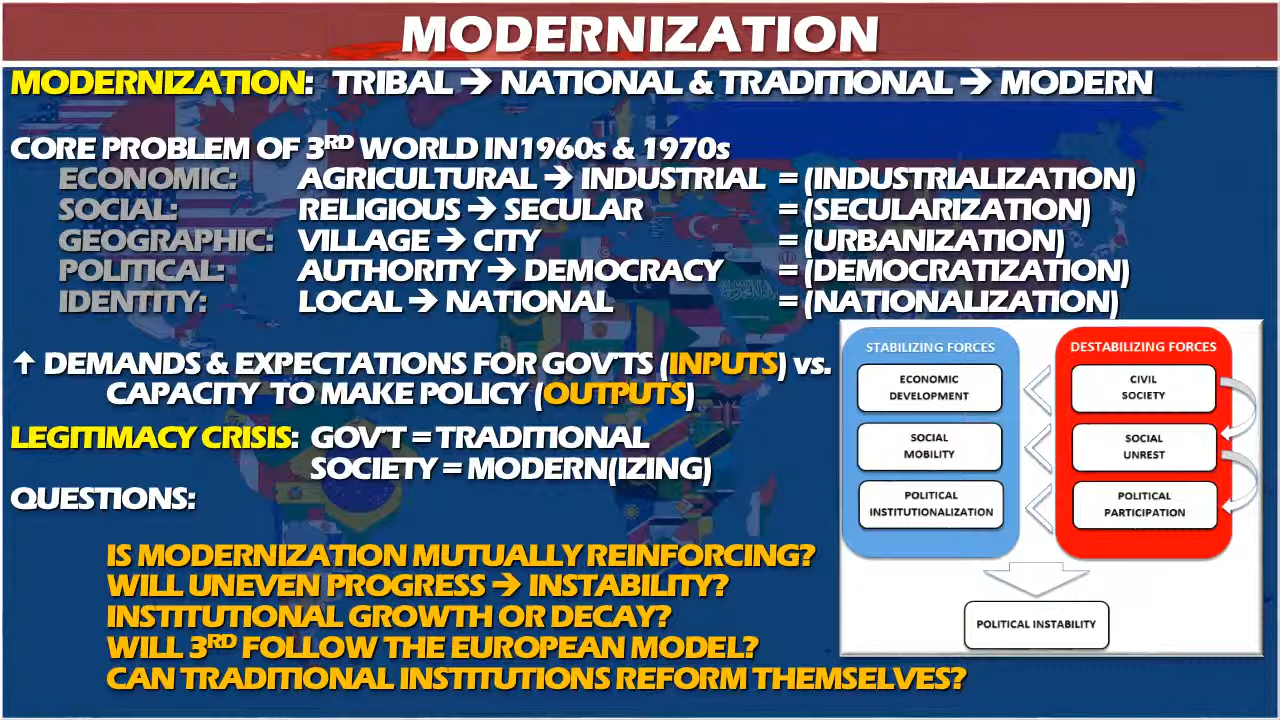 MODERNIZATION
MODERNIZATION: TRIBAL → NATIONAL & TRADITIONAL → MODERN
CORE PROBLEM OF 3RD WORLD IN1960s & 1970s
ECONOMIC: AGRICULTURAL → INDUSTRIAL = (INDUSTRIALIZATION)
SOCIAL: RELIGIOUS → SECULAR = (SECULARIZATION)
GEOGRAPHIC: VILLAGE → CITY = (URBANIZATION)
POLITICAL: AUTHORITY → DEMOCRACY = (DEMOCRATIZATION)
IDENTITY: LOCAL → NATIONAL = (NATIONALIZATION)
↑ DEMANDS & EXPECTATIONS FOR GOV'TS (INPUTS) vs.
CAPACITY TO MAKE POLICY (OUTPUTS)
LEGITIMACY CRISIS: GOV'T = TRADITIONAL
SOCIETY = MODERN(IZING)
QUESTIONS:
IS MODERNIZATION MUTUALLY REINFORCING?
WILL UNEVEN PROGRESS → INSTABILITY?
INSTITUTIONAL GROWTH OR DECAY?
WILL 3RD FOLLOW THE EUROPEAN MODEL?
CAN TRADITIONAL INSTITUTIONS REFORM THEMSELVES?
STABILIZING FORCES
ECONOMIC
DEVELOPMENT
SOCIAL
MOBILITY
POLITICAL
INSTITUTIONALIZATION
DESTABILIZING FORCES
CIVIL
SOCIETY
SOCIAL
UNREST
POLITICAL
PARTICIPATION
POLITICAL INSTABILITY